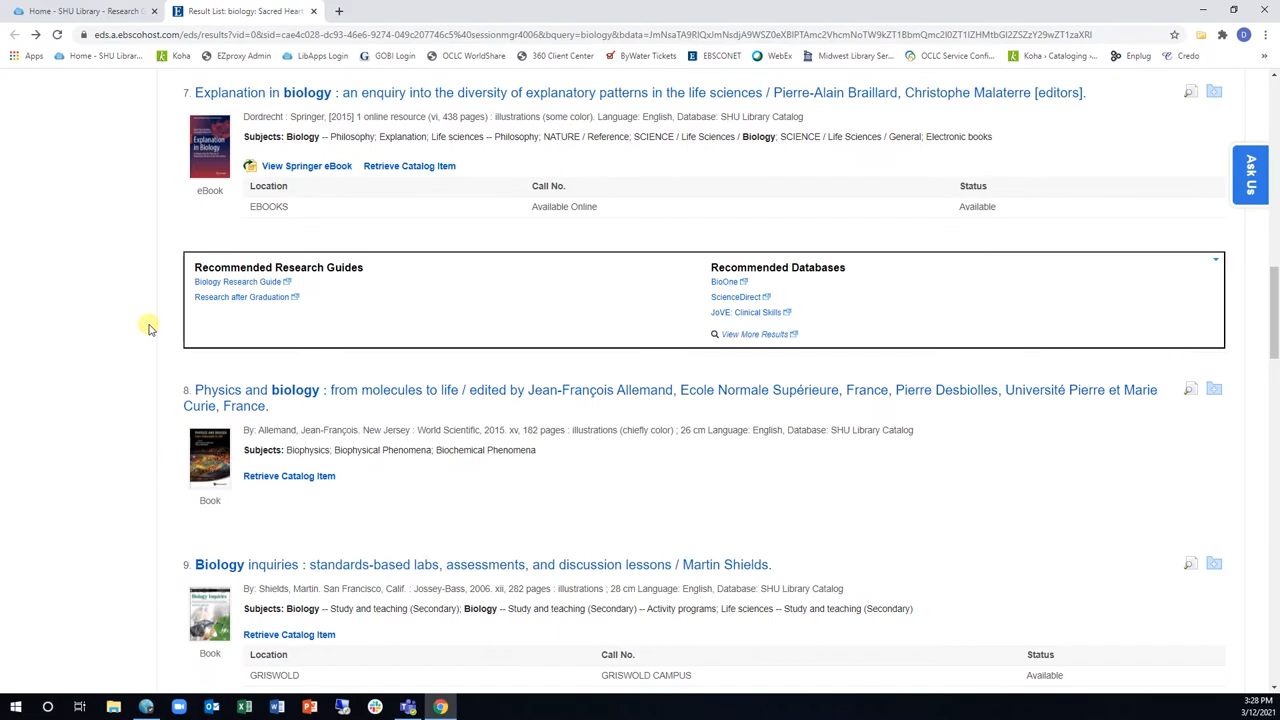 Home - SHU Library - Research G
Result List: biology: Sacred Hear
eds.a.ebscohost.com/eds/results?vid=0&sid=cae4c028-dc93-46e6-9274-049c207746c5%40sessionmgr4006&bquery=biology&bdata=
D
Apps
Home - SHU Librar...
Koha
EZproxy Admin
LibApps Login
GOBI Login
OCLC WorldShare
360 Client Center
ByWater Tickets
EBSCONET
WebEx
Midwest Library Ser...
OCLC Service Confi...
Koha › Cataloging ›...
Enplug
Credo
7. Explanation in biology : an enquiry into the diversity of explanatory patterns in the life sciences / Pierre-Alain Braillard, Christophe Malaterre [editors].
Dordrecht : Springer, [2015] 1 online resource (vi, 438 pages) : illustrations (some color). Language: English, Database: SHU Library Catalog
Subjects: Biology -- Philosophy; Explanation; Life sciences -- Philosophy; NATURE / Reference; SCIENCE / Life Sciences / Biology; SCIENCE / Life Sciences / General; Electronic books
View Springer eBook Retrieve Catalog Item
eBook
Location Call No. Status
EBOOKS Available Online Available
Ask Us
Recommended Research Guides
Biology Research Guide
Research after Graduation
Recommended Databases
BioOne
ScienceDirect
JoVE: Clinical Skills
View More Results
8. Physics and biology : from molecules to life / edited by Jean-François Allemand, Ecole Normale Supérieure, France, Pierre Desbiolles, Université Pierre et Marie
Curie, France.
By: Allemand, Jean-François. New Jersey : World Scientific, 2015. xv, 182 pages : illustrations (chiefly color) ; 26 cm Language: English, Database: SHU Library Catalog
Subjects: Biophysics; Biophysical Phenomena; Biochemical Phenomena
Retrieve Catalog Item
Book
9. Biology inquiries : standards-based labs, assessments, and discussion lessons / Martin Shields.
By: Shields, Martin. San Francisco, Calif. : Jossey-Bass, 2006. xii, 282 pages : illustrations ; 28 cm Language: English, Database: SHU Library Catalog
Subjects: Biology -- Study and teaching (Secondary); Biology -- Study and teaching (Secondary) -- Activity programs; Life sciences -- Study and teaching (Secondary)
Retrieve Catalog Item
Book
Location Call No. Status
GRISWOLD GRISWOLD CAMPUS Available
3:28 PM
3/12/2021